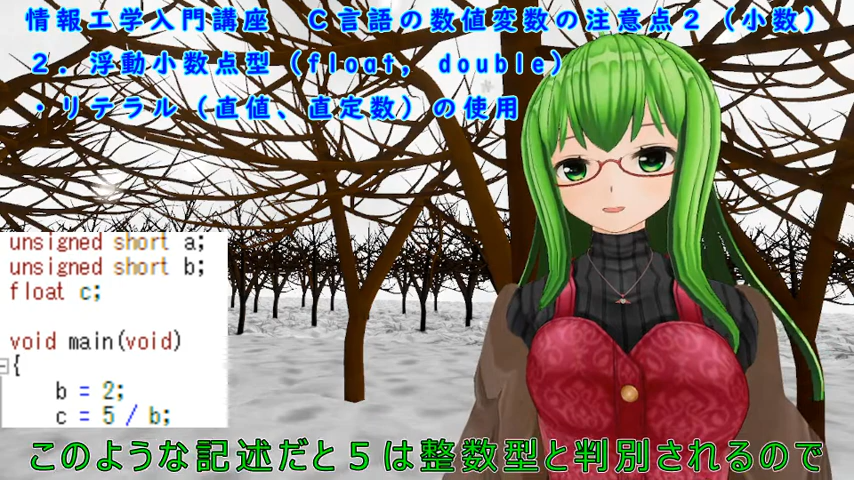 情報工学入門講座　C言語の数値変数の注意点2（小数）
2．浮動小数点型（float, double）
・リテラル（直値、直定数）の使用
unsigned short a;
unsigned short b;
float c;
void main(void)
{
b = 2;
c = 5 / b;
このような記述だと5は整数型と判別されるので